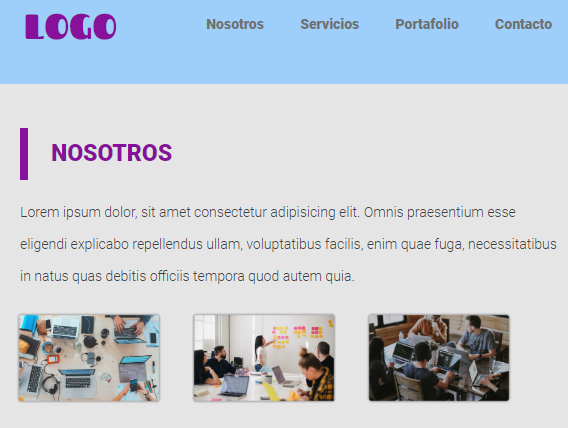 LOGO
Nosotros Servicios Portafolio Contacto
NOSOTROS
Lorem ipsum dolor, sit amet consectetur adipisicing elit. Omnis praesentium esse
eligendi explicabo repellendus ullam, voluptatibus facilis, enim quae fuga, necessitatibus
in natus quas debitis officiis tempora quod autem quia.